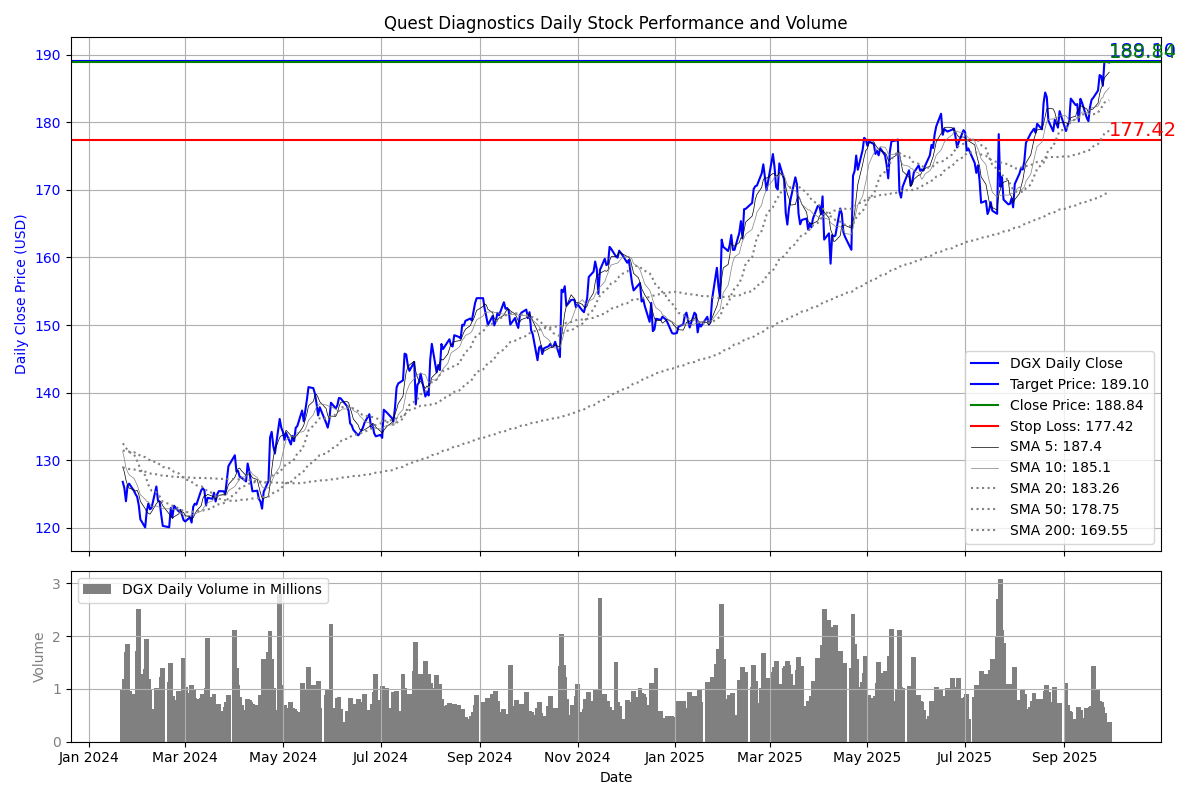 Quest Diagnostics Daily Stock Performance and Volume
189.10
188.84
177.42
190
180
170
160
150
140
130
120
Daily Close Price (USD)
DGX Daily Close
Target Price: 189.10
Close Price: 188.84
Stop Loss: 177.42
SMA 5: 187.4
SMA 10: 185.1
SMA 20: 183.26
SMA 50: 178.75
SMA 200: 169.55
DGX Daily Volume in Millions
3
2
1
0
Volume
Jan 2024 Mar 2024 May 2024 Jul 2024 Sep 2024 Nov 2024 Jan 2025 Mar 2025 May 2025 Jul 2025 Sep 2025
Date